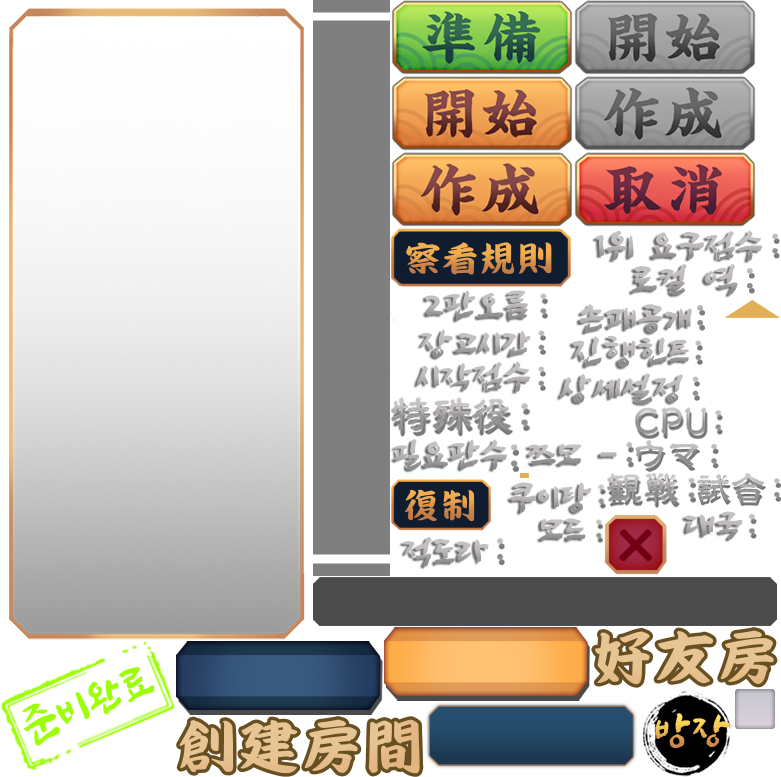 準備
開始
開始
作成
作成
取消
察看規則
1위 요구점수 :
로컬 역 :
2판오름 :
손패공개 :
장고시간 :
진행힌트 :
시작점수 :
상세설정 :
特殊役 :
CPU :
필요판수 :
쯔모 - :
ウマ :
復制
쿠이탕 :
観戦 :
試合 :
모드 :
대국 :
적도라 :
준비완료
好友房
創建房間
방장